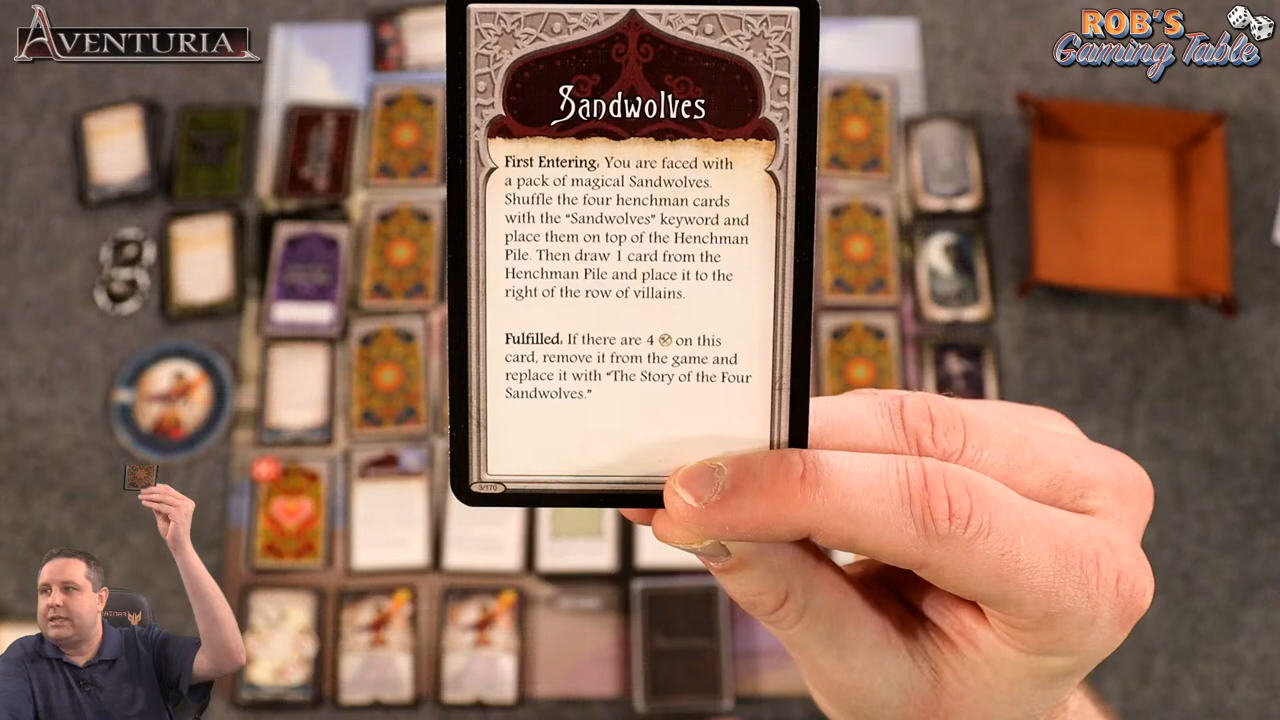 AVENTURIA
ROB'S
Gaming Table
Sandwolves
First Entering. You are faced with
a pack of magical Sandwolves.
Shuffle the four henchman cards
with the "Sandwolves" keyword and
place them on top of the Henchman
Pile. Then draw 1 card from the
Henchman Pile and place it to the
right of the row of villains.
Fulfilled. If there are 4 on this
card, remove it from the game and
replace it with "The Story of the Four
Sandwolves."
3/170